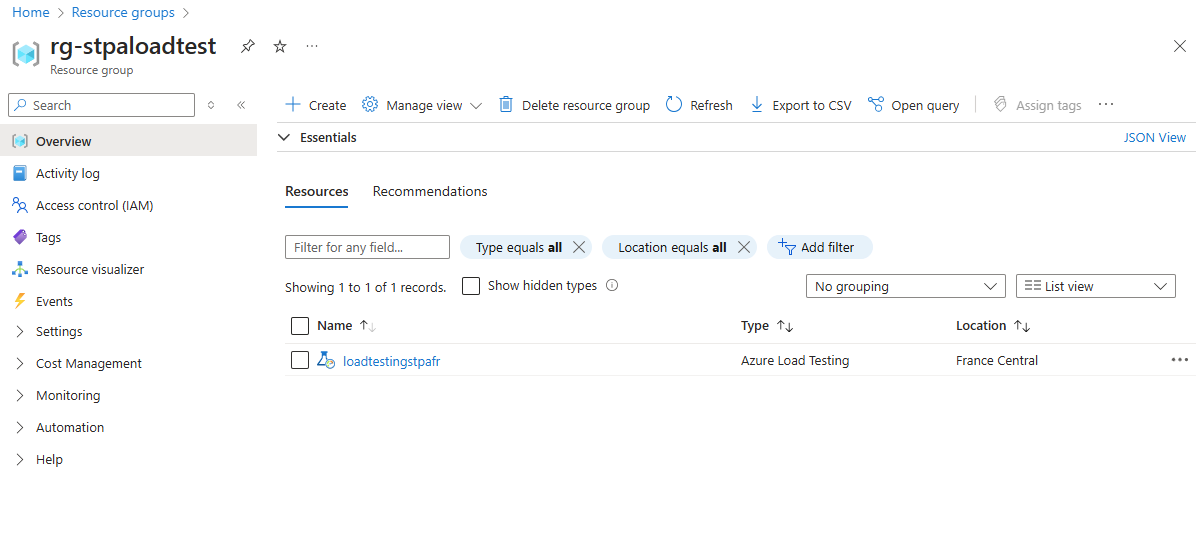 Home > Resource groups >
rg-stpaloadtest ...
Resource group
Search
Overview
Activity log
Access control (IAM)
Tags
Resource visualizer
Events
Settings
Cost Management
Monitoring
Automation
Help
Create Manage view Delete resource group Refresh Export to CSV Open query Assign tags ...
Essentials JSON View
Resources Recommendations
Filter for any field... Type equals all Location equals all Add filter
Showing 1 to 1 of 1 records. Show hidden types No grouping List view
Name Type Location
loadtestingstpafr Azure Load Testing France Central ...